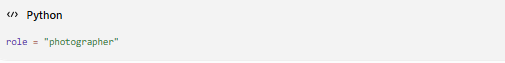 </> Python
role = "photographer"